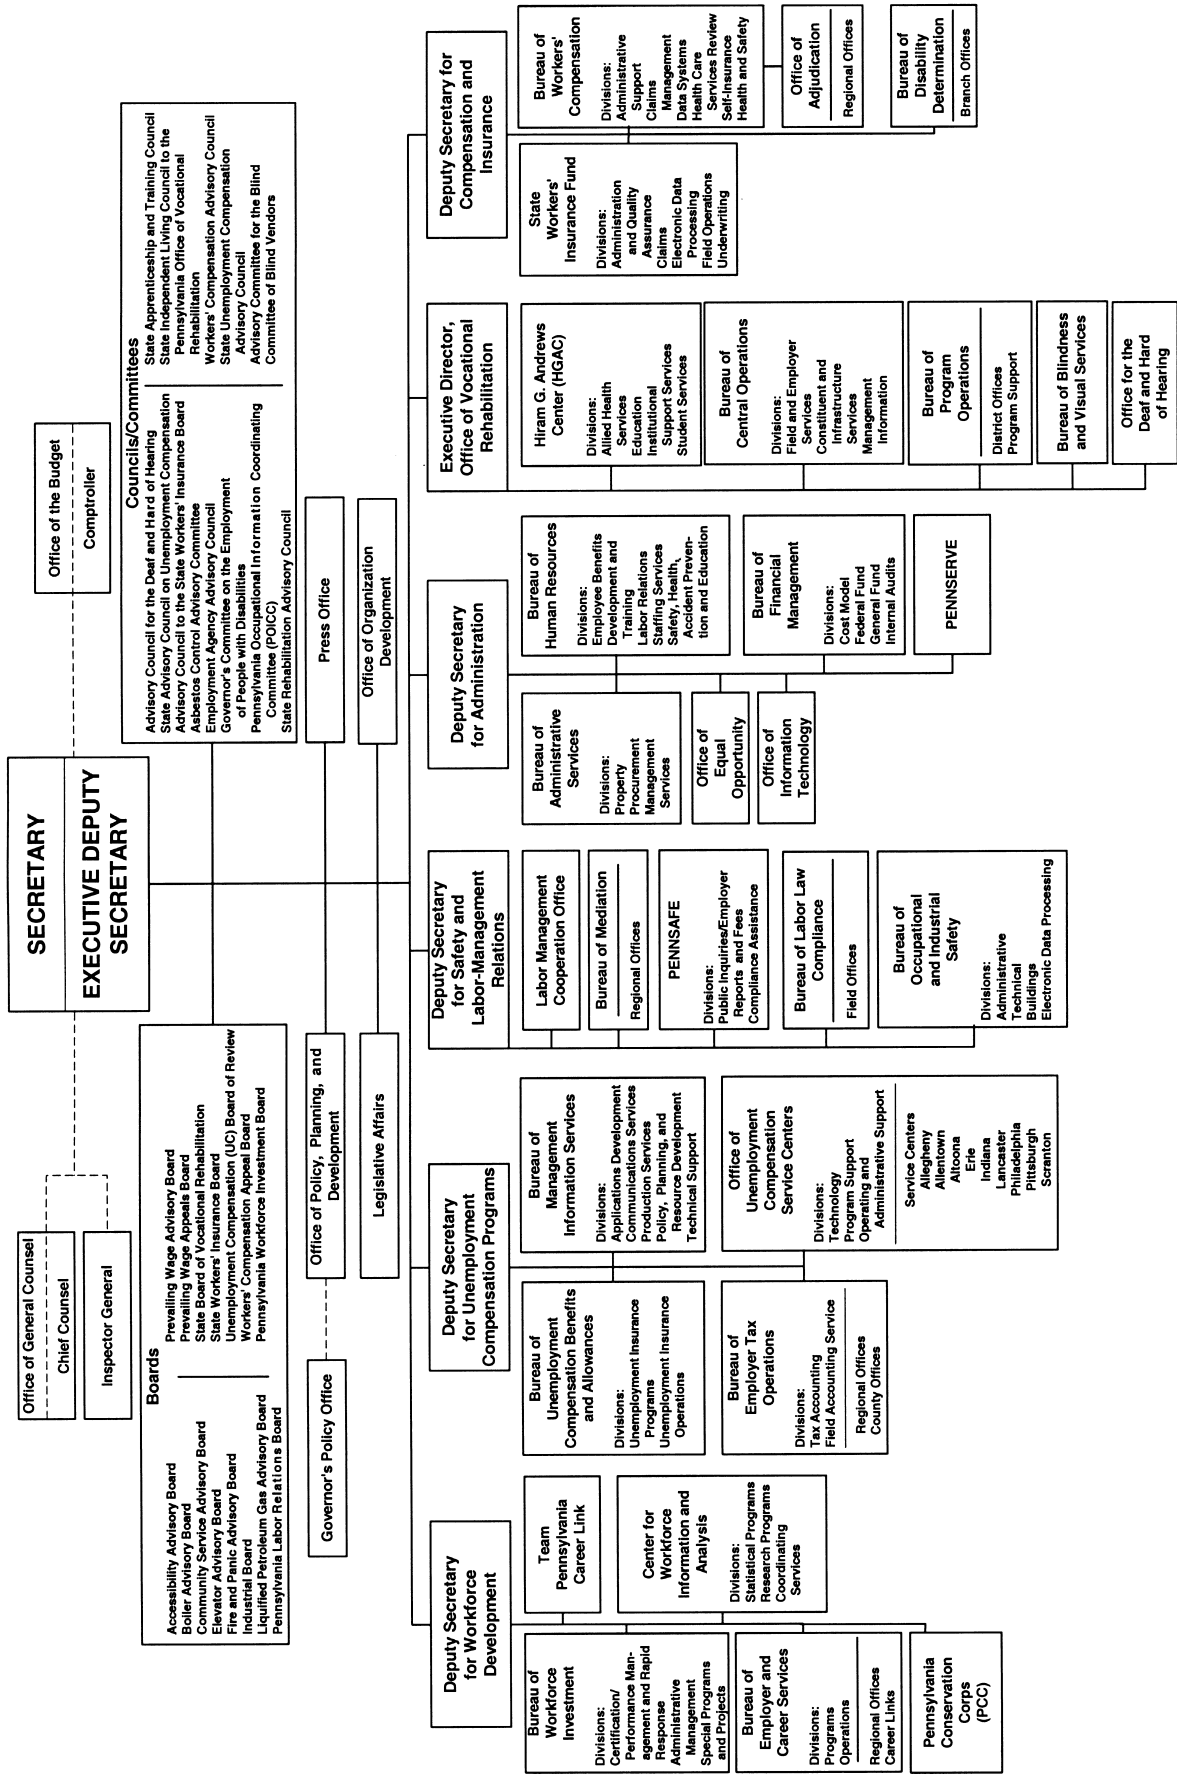 SECRETARY
EXECUTIVE DEPUTY
SECRETARY
Office of General Counsel
Chief Counsel
Inspector General
Office of the Budget
Comptroller
Boards
Accessibility Advisory Board
Boiler Advisory Board
Community Service Advisory Board
Elevator Advisory Board
Fire and Panic Advisory Board
Industrial Board
Liquified Petroleum Gas Advisory Board
Pennsylvania Labor Relations Board
Prevailing Wage Advisory Board
Prevailing Wage Appeals Board
State Board of Vocational Rehabilitation
State Workers' Insurance Board
Unemployment Compensation (UC) Board of Review
Workers' Compensation Appeal Board
Pennsylvania Workforce Investment Board
Councils/Committees
Advisory Council for the Deaf and Hard of Hearing
State Advisory Council on Unemployment Compensation
Advisory Council to the State Workers' Insurance Board
Asbestos Control Advisory Committee
Employment Agency Advisory Council
Governor's Committee on the Employment
of People with Disabilities
Pennsylvania Occupational Information Coordinating
Committee (POICC)
State Rehabilitation Advisory Council
State Apprenticeship and Training Council
State Independent Living Council to the
Pennsylvania Office of Vocational
Rehabilitation
Workers' Compensation Advisory Council
State Unemployment Compensation
Advisory Council
Advisory Committee for the Blind
Committee of Blind Vendors
Governor's Policy Office
Office of Policy, Planning, and
Development
Press Office
Legislative Affairs
Office of Organization
Development
Deputy Secretary
for Workforce
Development
Bureau of
Workforce
Investment
Divisions:
Certification/
Performance Man-
agement and Rapid
Response
Administrative
Management
Special Programs
and Projects
Team
Pennsylvania
Career Link
Center for
Workforce
Information and
Analysis
Divisions:
Statistical Programs
Research Programs
Coordinating
Services
Bureau of
Employer and
Career Services
Divisions:
Programs
Operations
Regional Offices
Career Links
Pennsylvania
Conservation
Corps
(PCC)
Deputy Secretary
for Unemployment
Compensation Programs
Bureau of
Unemployment
Compensation Benefits
and Allowances
Divisions:
Unemployment Insurance
Programs
Unemployment Insurance
Operations
Bureau of
Management
Information Services
Divisions:
Applications Development
Communications Services
Production Services
Policy, Planning, and
Resource Development
Technical Support
Bureau of
Employer Tax
Operations
Divisions:
Tax Accounting
Field Accounting Service
Regional Offices
County Offices
Office of
Unemployment
Compensation
Service Centers
Divisions:
Technology
Program Support
Operating and
Administrative Support
Service Centers
Allegheny
Allentown
Altoona
Erie
Indiana
Lancaster
Philadelphia
Pittsburgh
Scranton
Deputy Secretary
for Safety and
Labor-Management
Relations
Labor Management
Cooperation Office
Bureau of Mediation
Regional Offices
PENNSAFE
Divisions:
Public Inquiries/Employer
Reports and Fees
Compliance Assistance
Bureau of Labor Law
Compliance
Field Offices
Bureau of
Occupational
and Industrial
Safety
Divisions:
Administrative
Technical
Buildings
Electronic Data Processing
Deputy Secretary
for Administration
Bureau of
Administrative
Services
Divisions:
Property
Procurement
Management
Services
Bureau of
Human Resources
Divisions:
Employee Benefits
Development and
Training
Labor Relations
Staffing Services
Safety, Health,
Accident Preven-
tion and Education
Office of
Equal
Opportunity
Office of
Information
Technology
Bureau of
Financial
Management
Divisions:
Cost Model
Federal Fund
General Fund
Internal Audits
PENNSERVE
Executive Director,
Office of Vocational
Rehabilitation
Hiram G. Andrews
Center (HGAC)
Divisions:
Allied Health
Services
Education
Institutional
Support Services
Student Services
Bureau of
Central Operations
Divisions:
Field and Employer
Services
Constituent and
Infrastructure
Services
Management
Information
Bureau of
Program
Operations
District Offices
Program Support
Bureau of Blindness
and Visual Services
Office for the
Deaf and Hard
of Hearing
Deputy Secretary for
Compensation and
Insurance
State
Workers'
Insurance Fund
Divisions:
Administration
and Quality
Assurance
Claims
Electronic Data
Processing
Field Operations
Underwriting
Bureau of
Workers'
Compensation
Divisions:
Administrative
Support
Claims
Management
Data Systems
Health Care
Services Review
Self-Insurance
Health and Safety
Office of
Adjudication
Regional Offices
Bureau of
Disability
Determination
Branch Offices